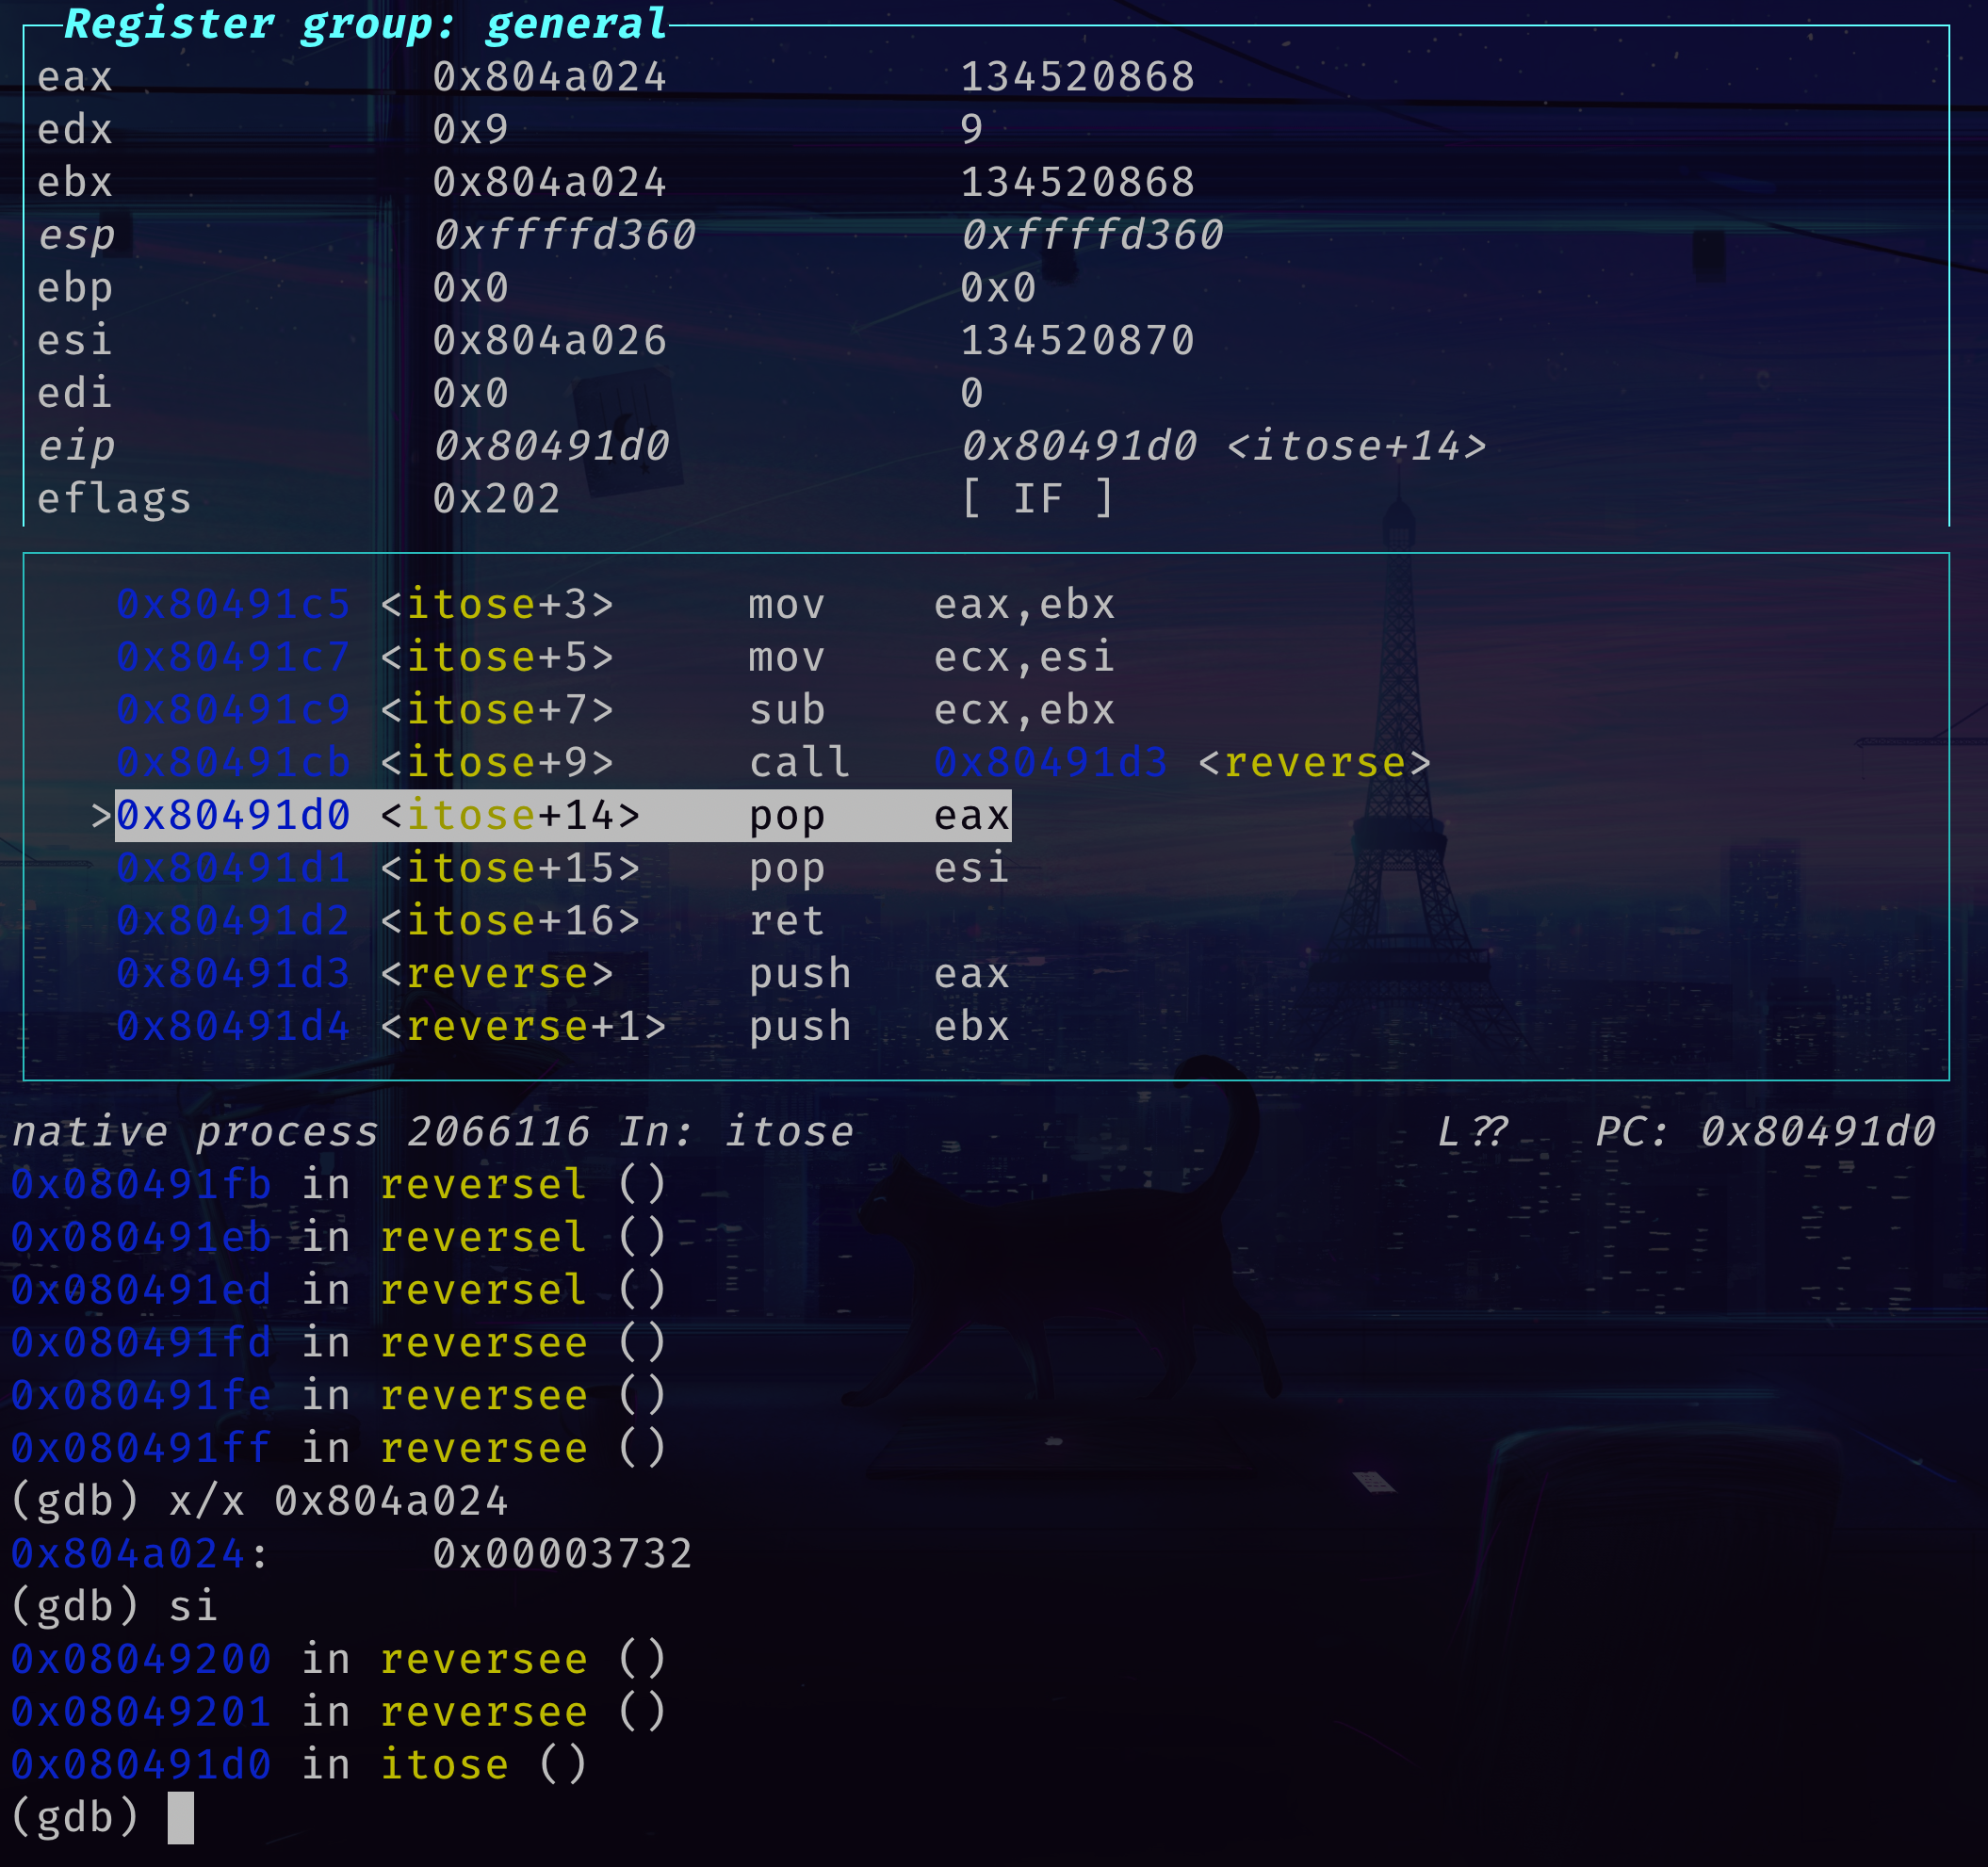 Register group: general
eax 0x804a024 134520868
edx 0x9 9
ebx 0x804a024 134520868
esp 0xffffd360 0xffffd360
ebp 0x0 0x0
esi 0x804a026 134520870
edi 0x0 0
eip 0x80491d0 0x80491d0 <itose+14>
eflags 0x202 [ IF ]
0x80491c5 <itose+3> mov eax,ebx
0x80491c7 <itose+5> mov ecx,esi
0x80491c9 <itose+7> sub ecx,ebx
0x80491cb <itose+9> call 0x80491d3 <reverse>
>0x80491d0 <itose+14> pop eax
0x80491d1 <itose+15> pop esi
0x80491d2 <itose+16> ret
0x80491d3 <reverse> push eax
0x80491d4 <reverse+1> push ebx
native process 2066116 In: itose L?? PC: 0x80491d0
0x080491fb in reversel ()
0x080491eb in reversel ()
0x080491ed in reversel ()
0x080491fd in reversee ()
0x080491fe in reversee ()
0x080491ff in reversee ()
(gdb) x/x 0x804a024
0x804a024: 0x00003732
(gdb) si
0x08049200 in reversee ()
0x08049201 in reversee ()
0x080491d0 in itose ()
(gdb)